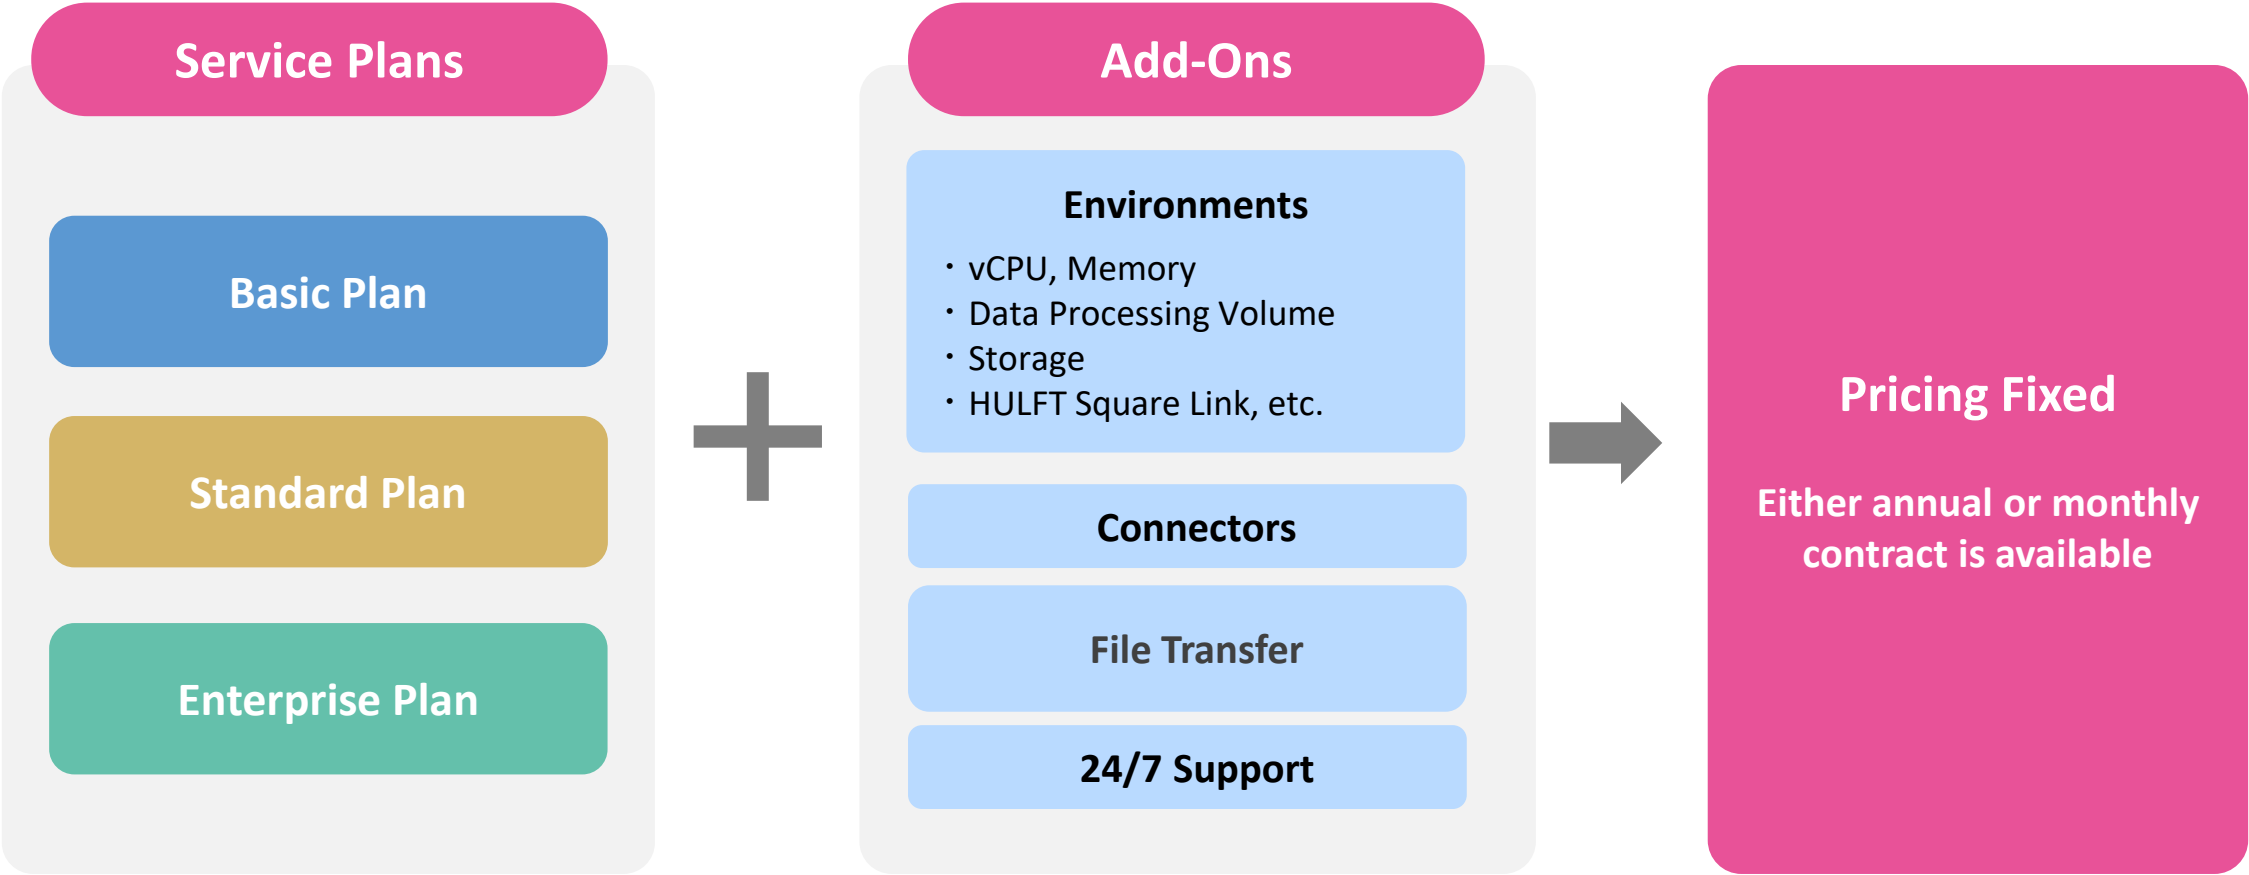 Service Plans
Basic Plan
Standard Plan
Enterprise Plan
Add-Ons
Environments
・vCPU, Memory
・Data Processing Volume
・Storage
・HULFT Square Link, etc.
Connectors
File Transfer
24/7 Support
Pricing Fixed
Either annual or monthly
contract is available